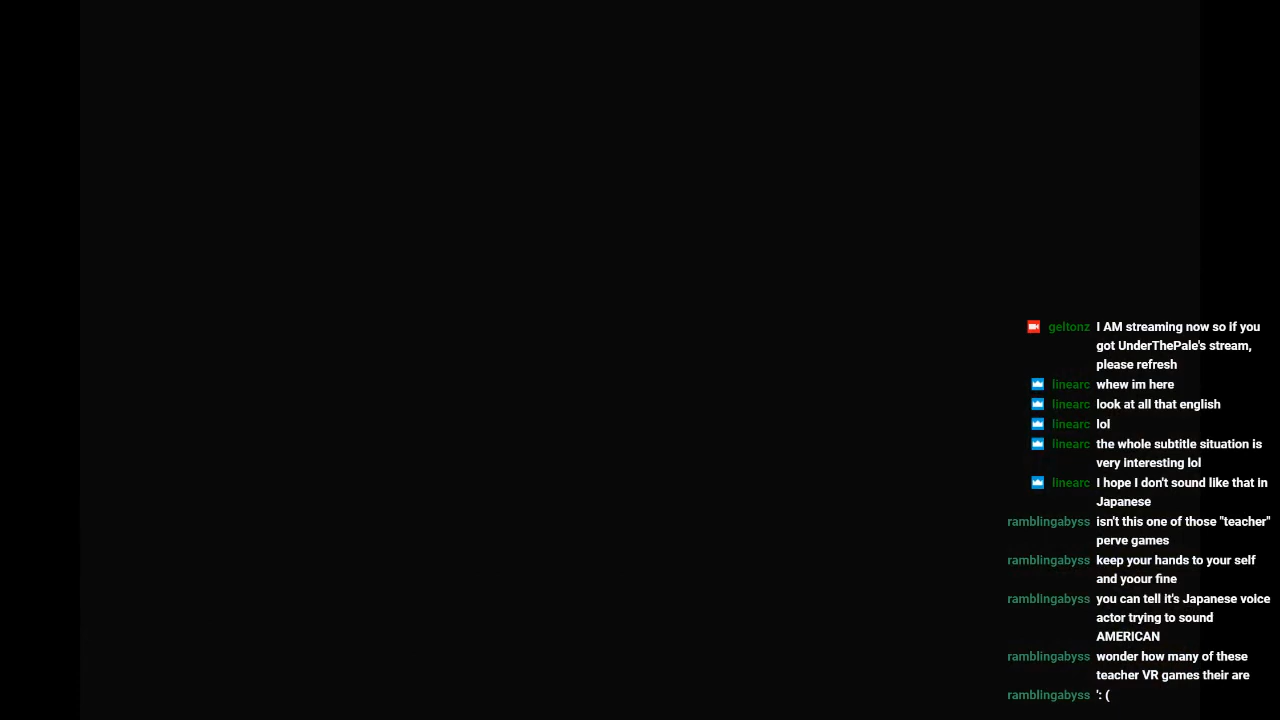 geltonz I AM streaming now so if you
got UnderThePale's stream,
please refresh
linearc whew im here
linearc look at all that english
linearc lol
linearc the whole subtitle situation is
very interesting lol
linearc I hope I don't sound like that in
Japanese
ramblingabyss isn't this one of those "teacher"
perve games
ramblingabyss keep your hands to your self
and yoour fine
ramblingabyss you can tell it's Japanese voice
actor trying to sound
AMERICAN
ramblingabyss wonder how many of these
teacher VR games their are
ramblingabyss ': (